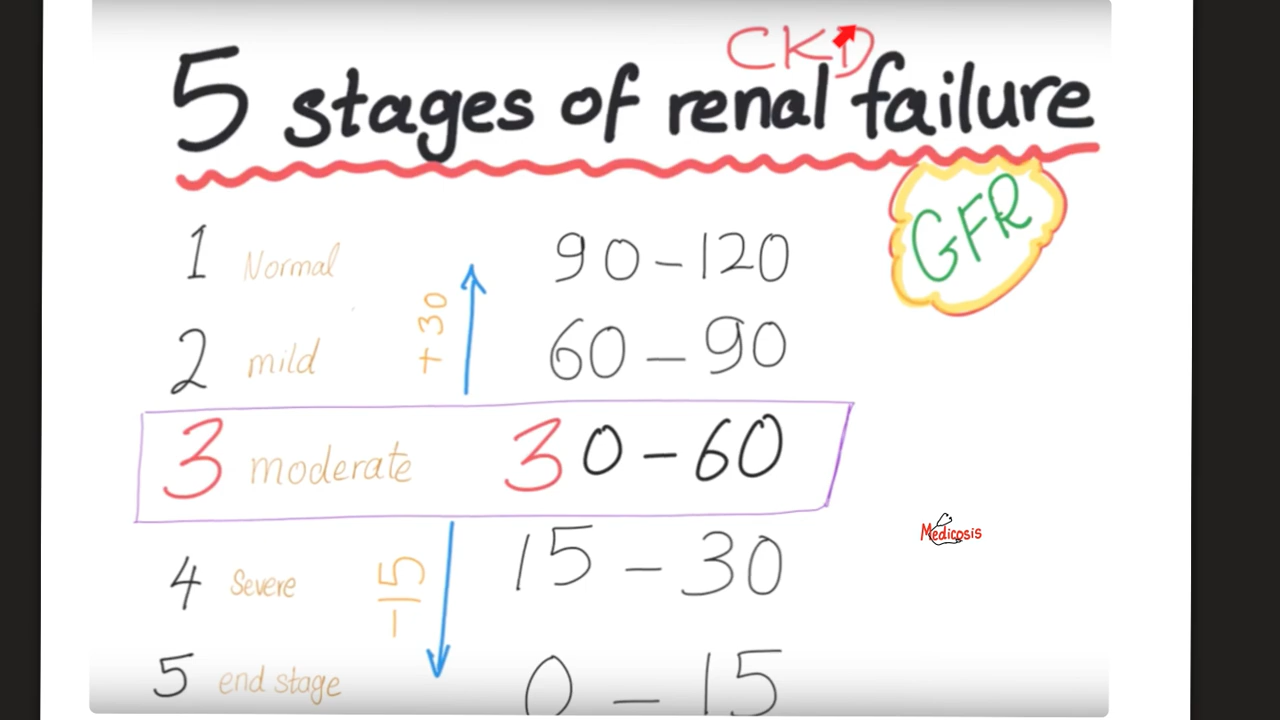 CKD
5 stages of renal failure
GFR
1 Normal 90-120
+30
2 mild 60-90
3 moderate 30-60
Medicosis
4 Severe 15-30
-15
5 end stage 0-15